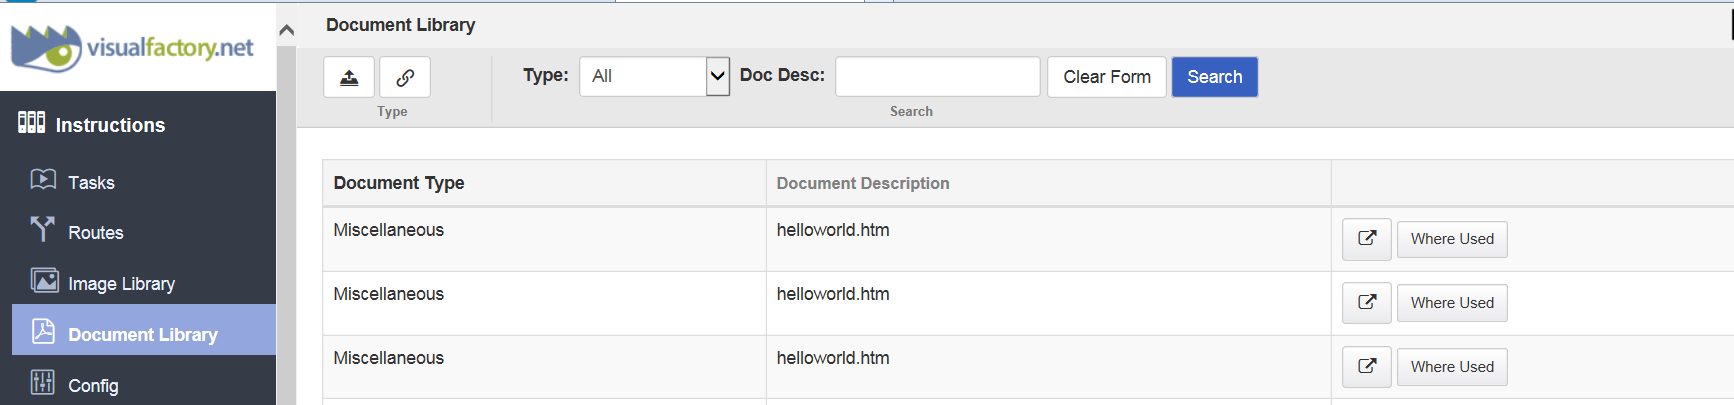 visualfactory.net
Instructions
Tasks
Routes
Image Library
Document Library
Config
Document Library
Type: All Doc Desc: Clear Form Search
Type Search
Document Type Document Description
Miscellaneous helloworld.htm Where Used
Miscellaneous helloworld.htm Where Used
Miscellaneous helloworld.htm Where Used